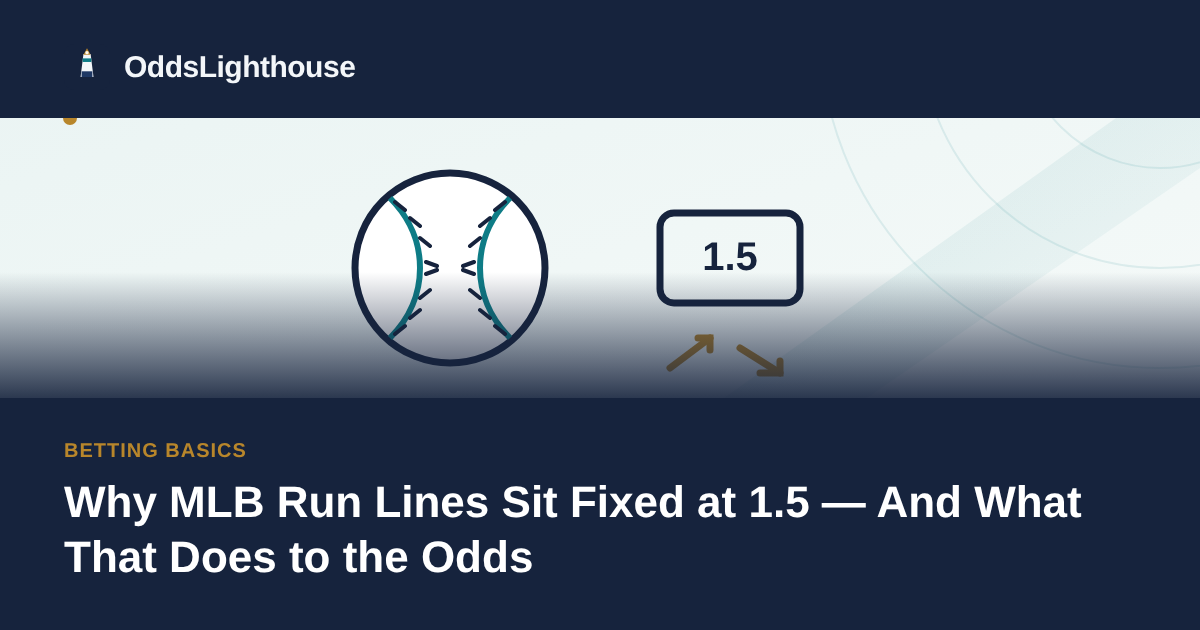 OddsLighthouse
1.5
BETTING BASICS
Why MLB Run Lines Sit Fixed at 1.5 — And What
That Does to the Odds